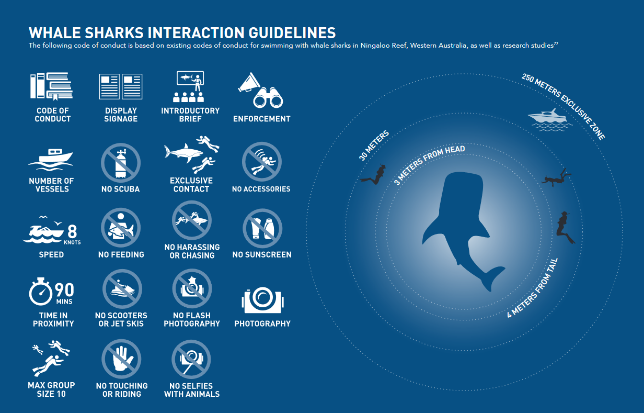 WHALE SHARKS INTERACTION GUIDELINES
The following code of conduct is based on existing codes of conduct for swimming with whale sharks in Ningaloo Reef, Western Australia, as well as research studies
CODE OF
CONDUCT
DISPLAY
SIGNAGE
INTRODUCTORY
BRIEF
ENFORCEMENT
NUMBER OF
VESSELS
NO SCUBA
EXCLUSIVE
CONTACT
NO ACCESSORIES
8
KNOTS
SPEED
NO FEEDING
NO HARASSING
OR CHASING
NO SUNSCREEN
90
MINS
TIME IN
PROXIMITY
NO SCOOTERS
OR JET SKIS
NO FLASH
PHOTOGRAPHY
PHOTOGRAPHY
MAX GROUP
SIZE 10
NO TOUCHING
OR RIDING
NO SELFIES
WITH ANIMALS
250 METERS EXCLUSIVE ZONE
30 METERS
3 METERS FROM HEAD
4 METERS FROM TAIL